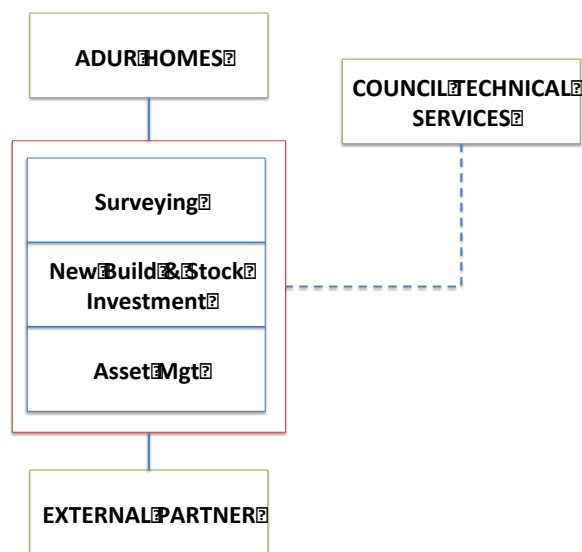 ADUR HOMES
COUNCIL TECHNICAL
SERVICES
Surveying
New Build & Stock
Investment
Asset Mgt
EXTERNAL PARTNER